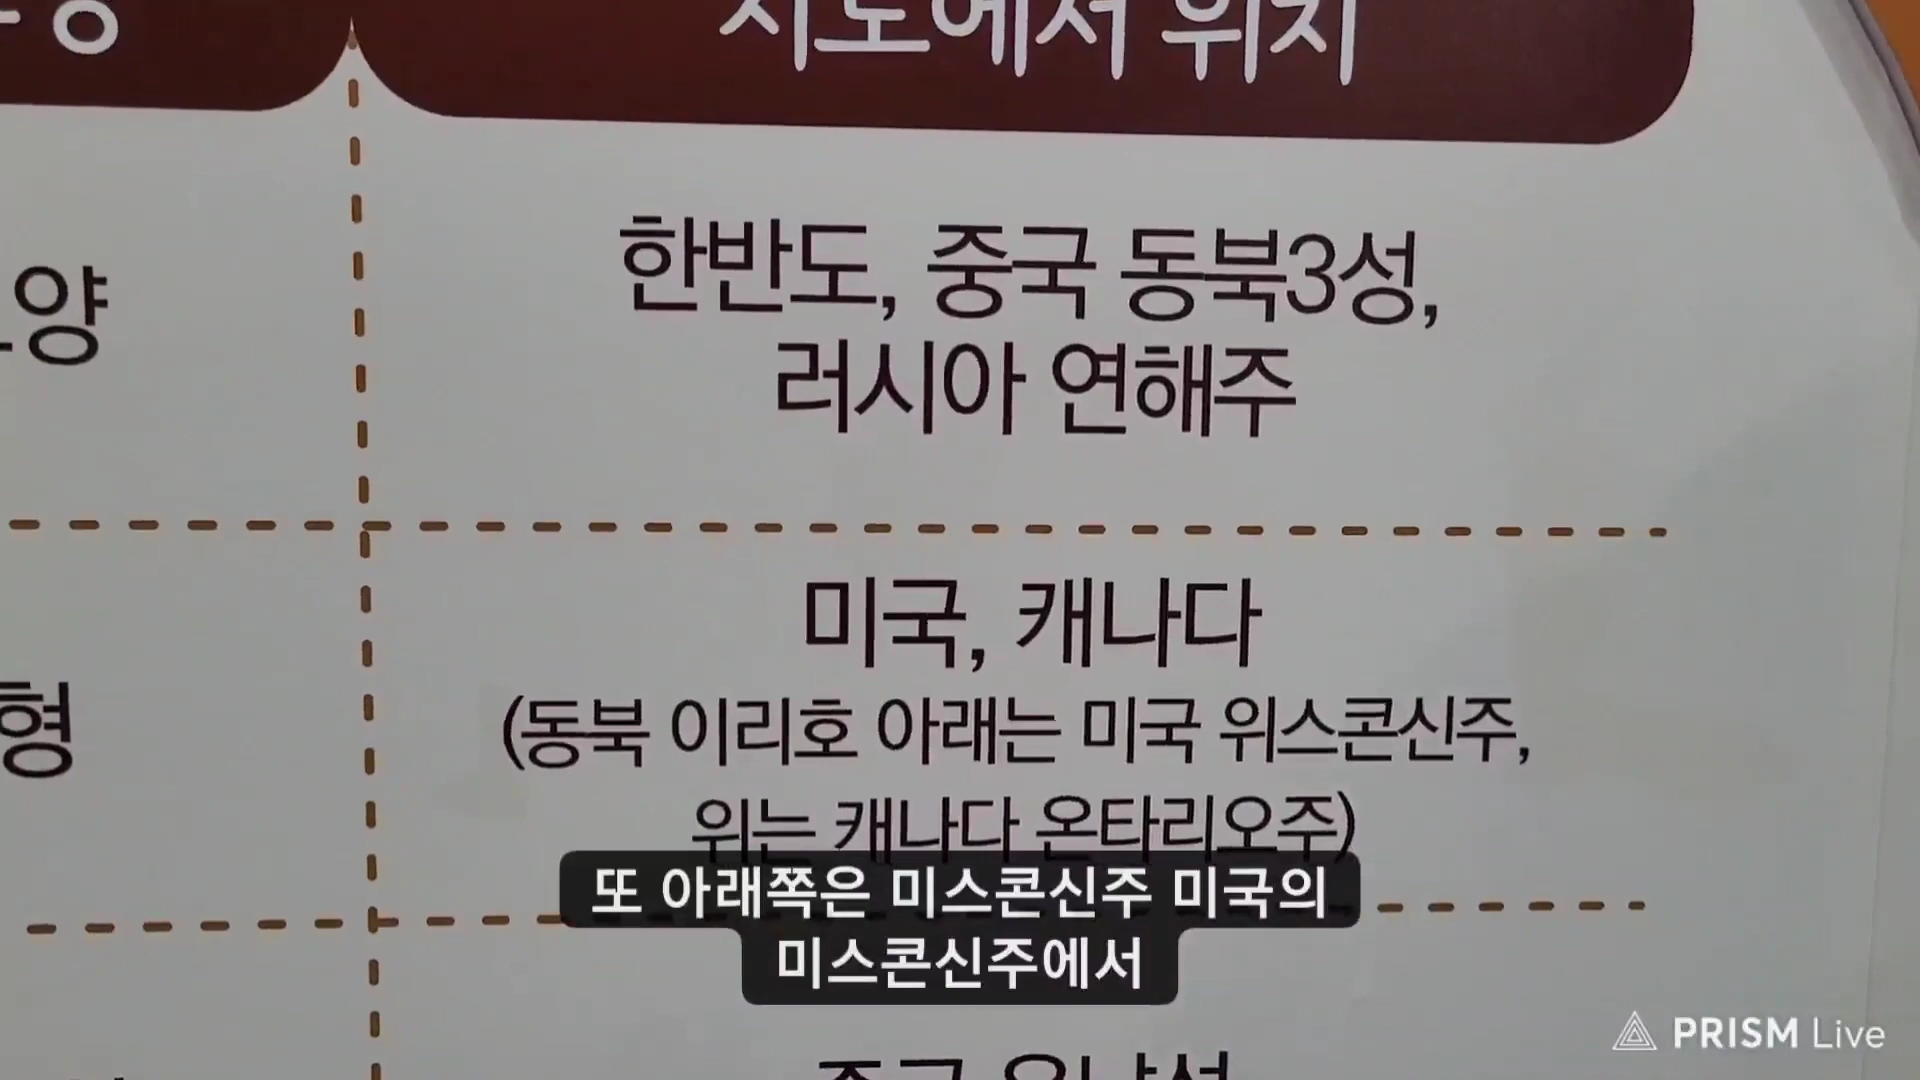 지도에서 위치
한반도, 중국 동북3성,
러시아 연해주
미국, 캐나다
(동북 이리호 아래는 미국 위스콘신주,
위는 캐나다 온타리오주)
형
또 아래쪽은 미스콘신주 미국의
미스콘신주에서
PRISM Live